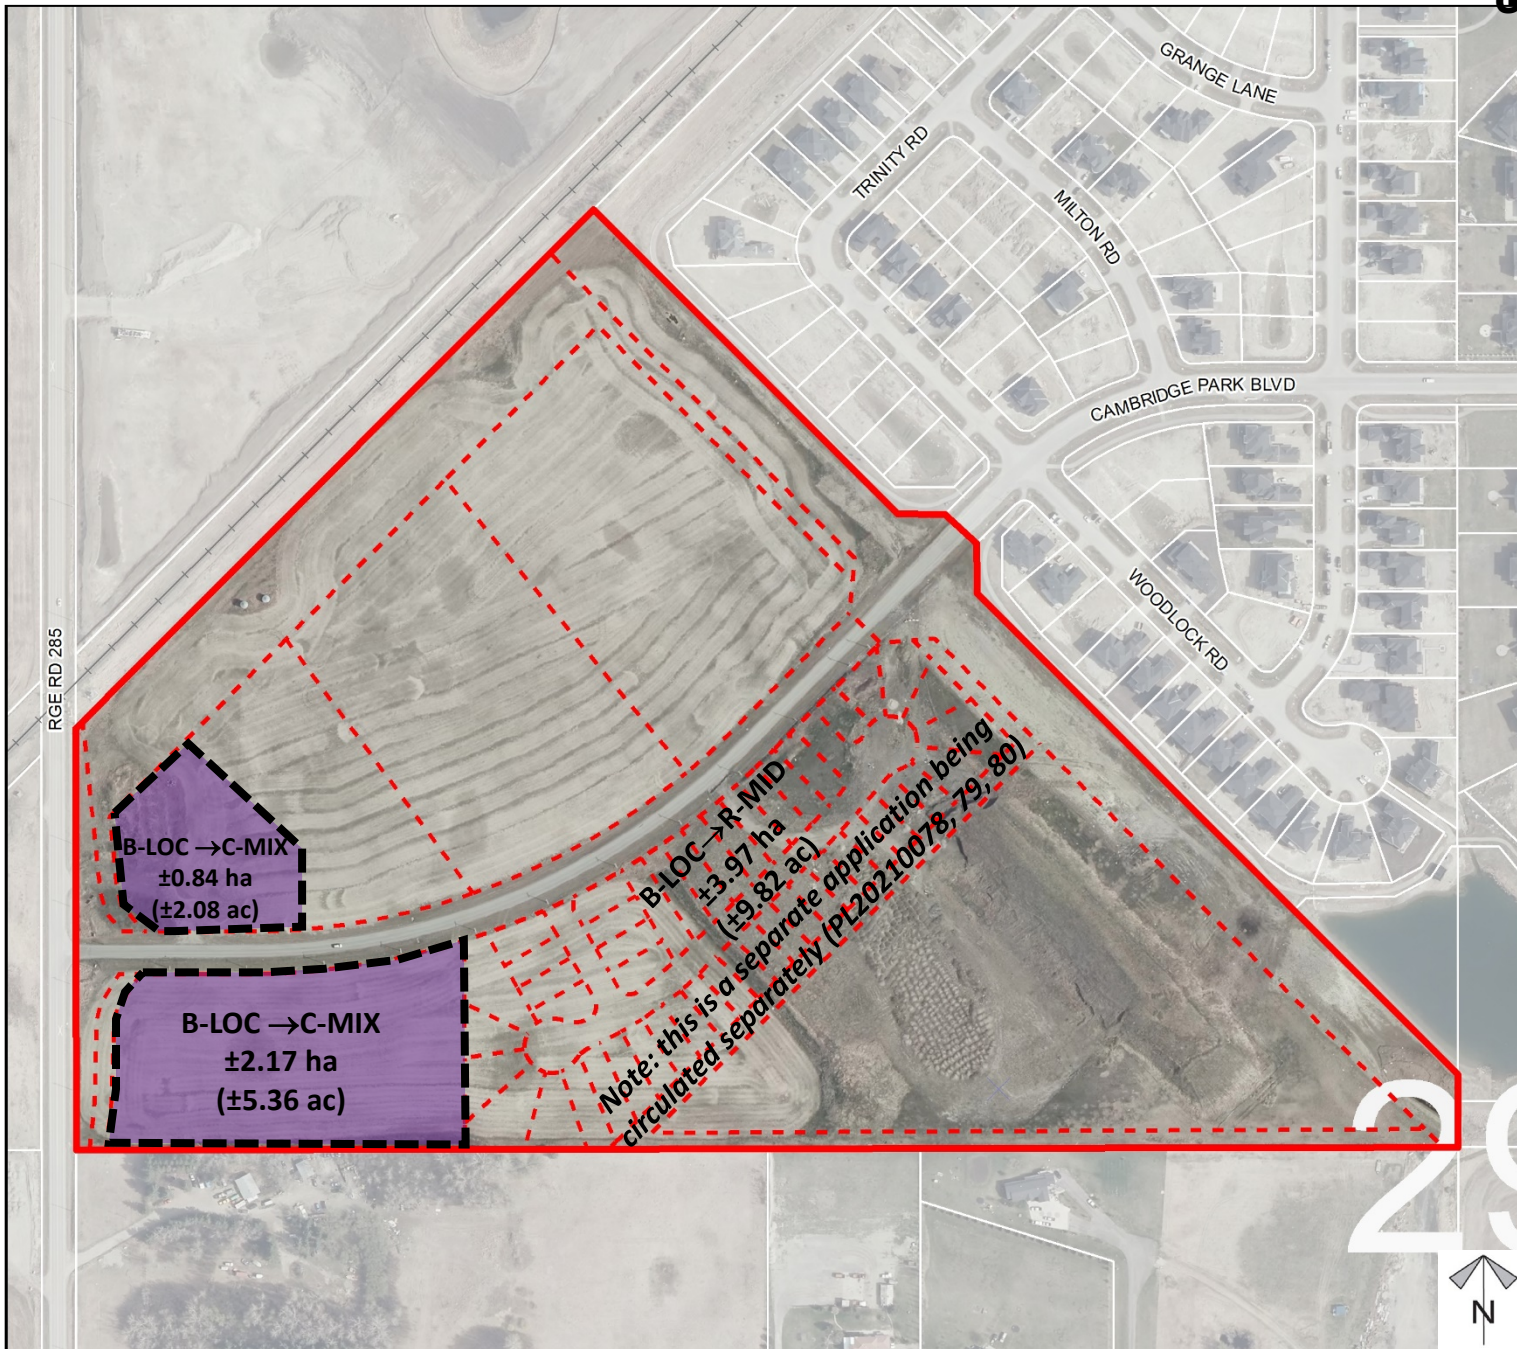 GRANGE LANE
TRINITY RD
MILTON RD
CAMBRIDGE PARK BLVD
WOODLOCK RD
RGE RD 285
B-LOC →C-MIX
±0.84 ha
(±2.08 ac)
B-LOC →C-MIX
±2.17 ha
(±5.36 ac)
B-LOC→R-MID
±3.97 ha
(±9.82 ac)
Note: this is a separate application being
circulated separately (PL20210078, 79, 80)
29
N